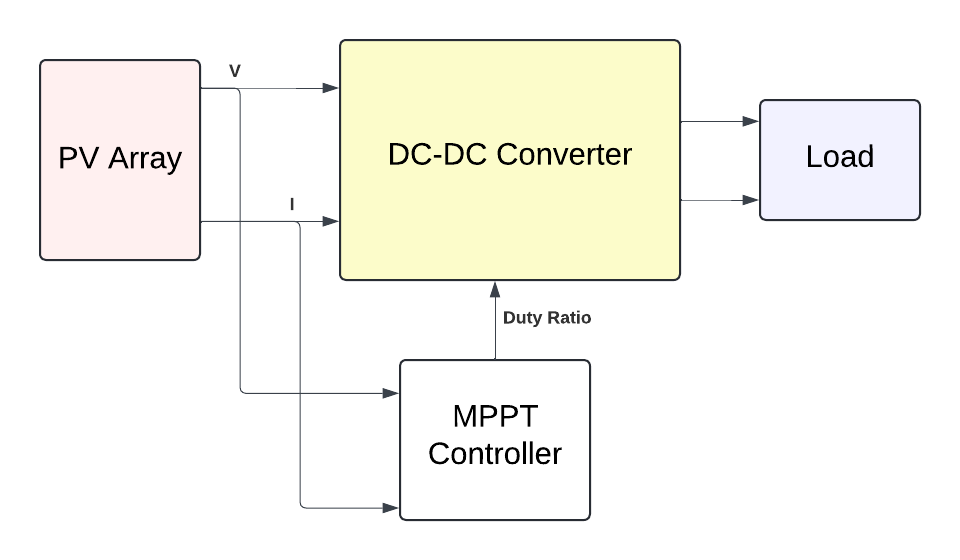 V
PV Array
I
DC-DC Converter
Load
Duty Ratio
MPPT
Controller